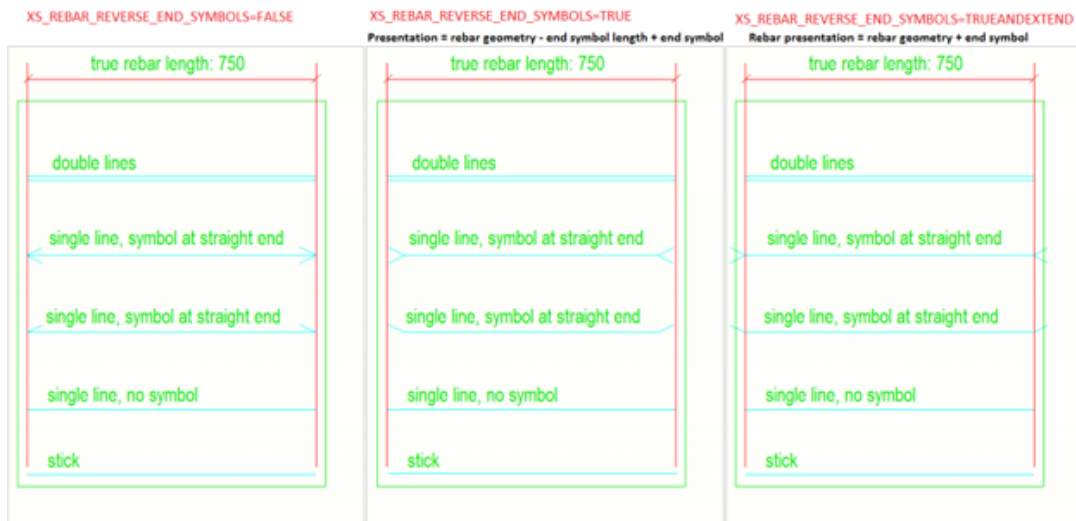 XS_REBAR_REVERSE_END_SYMBOLS=FALSE
true rebar length: 750
double lines
single line, symbol at straight end
single line, symbol at straight end
single line, no symbol
stick
XS_REBAR_REVERSE_END_SYMBOLS=TRUE
Presentation = rebar geometry - end symbol length + end symbol
true rebar length: 750
double lines
single line, symbol at straight end
single line, symbol at straight end
single line, no symbol
stick
XS_REBAR_REVERSE_END_SYMBOLS=TRUEANDEXTEND
Rebar presentation = rebar geometry + end symbol
true rebar length: 750
double lines
single line, symbol at straight end
single line, symbol at straight end
single line, no symbol
stick